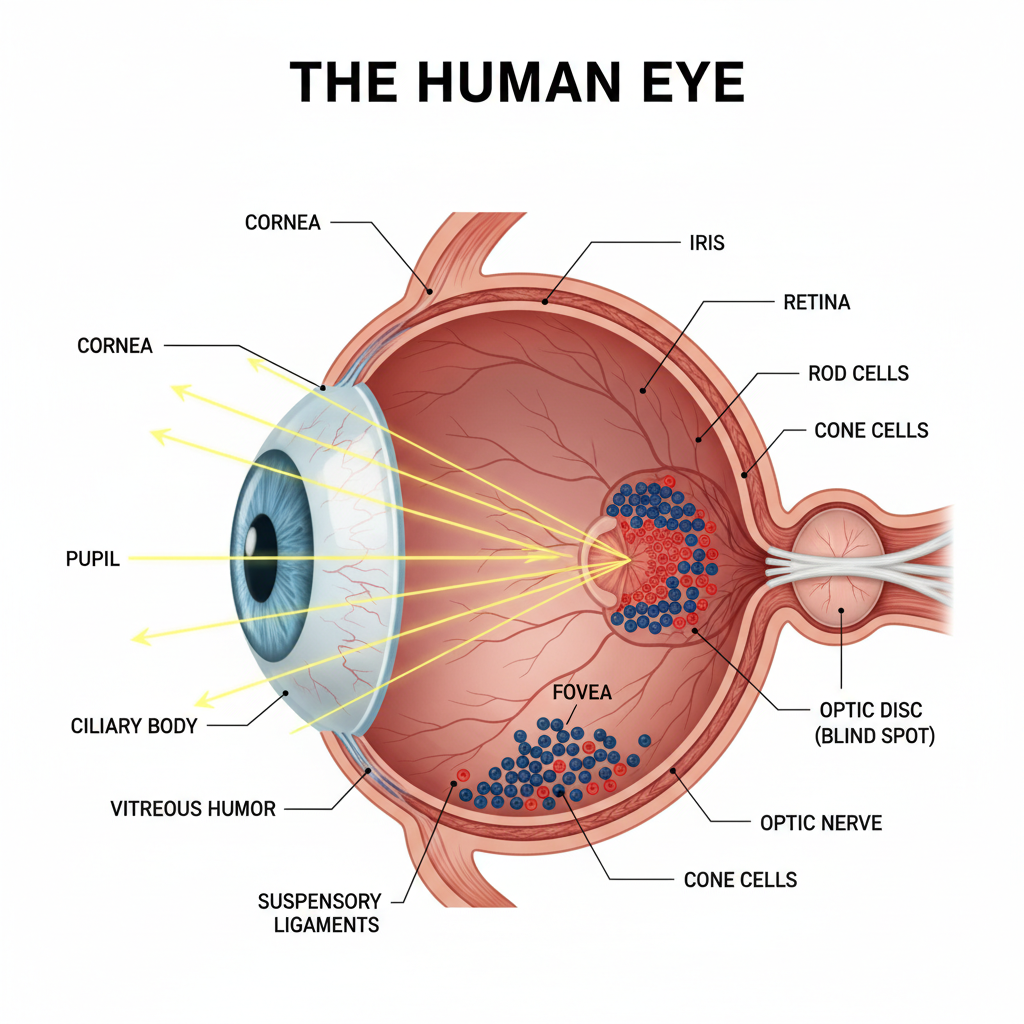 THE HUMAN EYE
CORNEA
IRIS
RETINA
CORNEA
ROD CELLS
CONE CELLS
PUPIL
FOVEA
CILIARY BODY
OPTIC DISC
(BLIND SPOT)
VITREOUS HUMOR
OPTIC NERVE
CONE CELLS
SUSPENSORY
LIGAMENTS